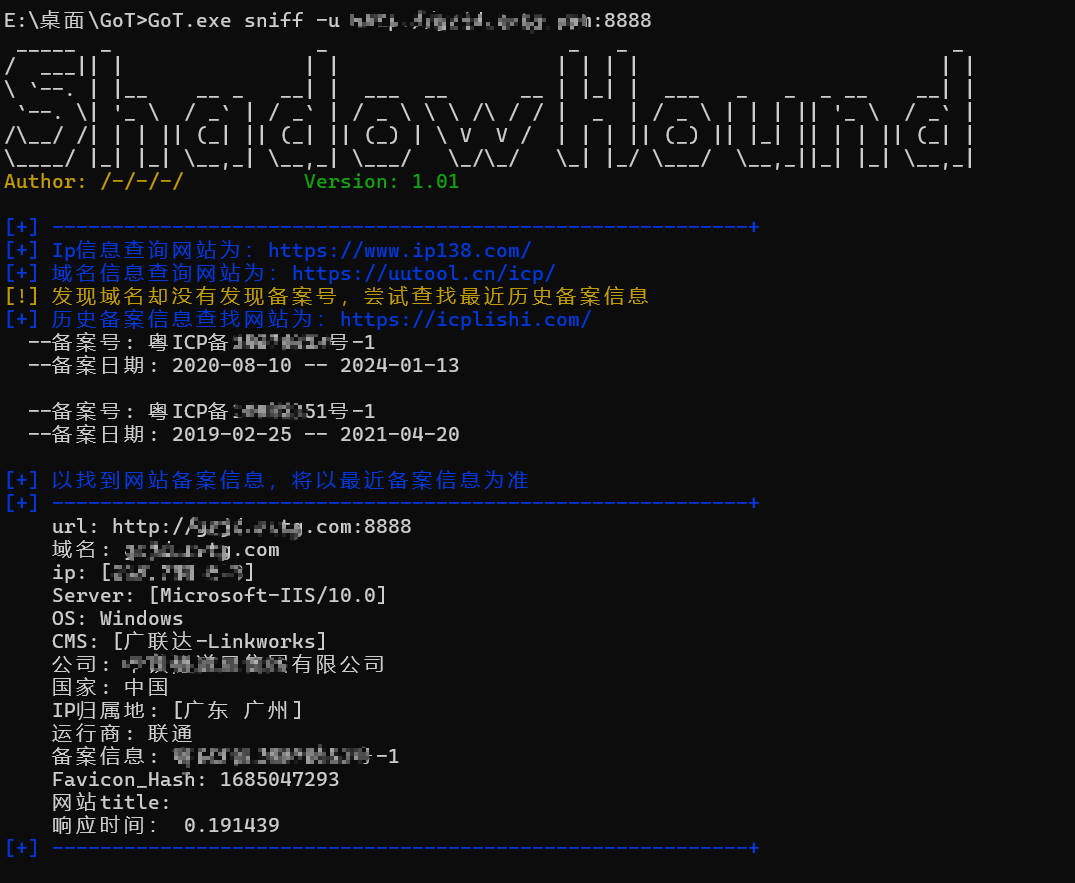 E:\桌面\GoT>GoT.exe sniff -u :8888
ShadowHound
Author: /-/-/-/ Version: 1.01
[+] ----------------------------------------------------------+
[+] Ip信息查询网站为: https://www.ip138.com/
[+] 域名信息查询网站为: https://uutool.cn/icp/
[!] 发现域名却没有发现备案号, 尝试查找最近历史备案信息
[+] 历史备案信息查找网站为: https://icplishi.com/
--备案号: 粤ICP备号-1
--备案日期: 2020-08-10 -- 2024-01-13
--备案号: 粤ICP备51号-1
--备案日期: 2019-02-25 -- 2021-04-20
[+] 以找到网站备案信息, 将以最近备案信息为准
[+] ----------------------------------------------------------+
url: http://.com:8888
域名: .com
ip: []
Server: [Microsoft-IIS/10.0]
OS: Windows
CMS: [广联达-Linkworks]
公司: 有限公司
国家: 中国
IP归属地: [广东 广州]
运行商: 联通
备案信息: 号-1
Favicon_Hash: 1685047293
网站title:
响应时间: 0.191439
[+] ----------------------------------------------------------+